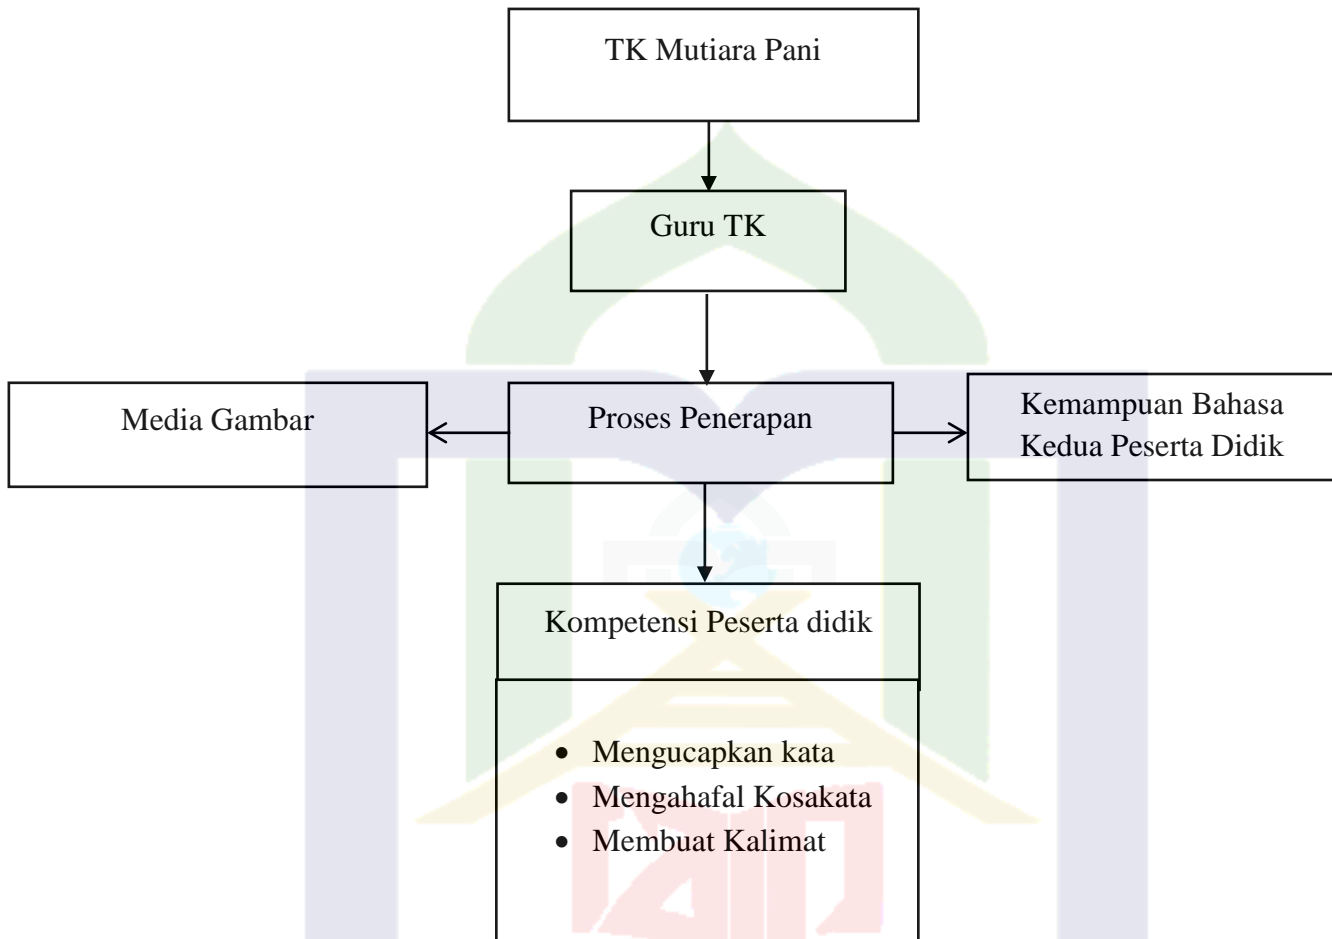 TK Mutiara Pani
Guru TK
Media Gambar
Proses Penerapan
Kemampuan Bahasa
Kedua Peserta Didik
Kompetensi Peserta didik
• Mengucapkan kata
• Mengahafal Kosakata
• Membuat Kalimat